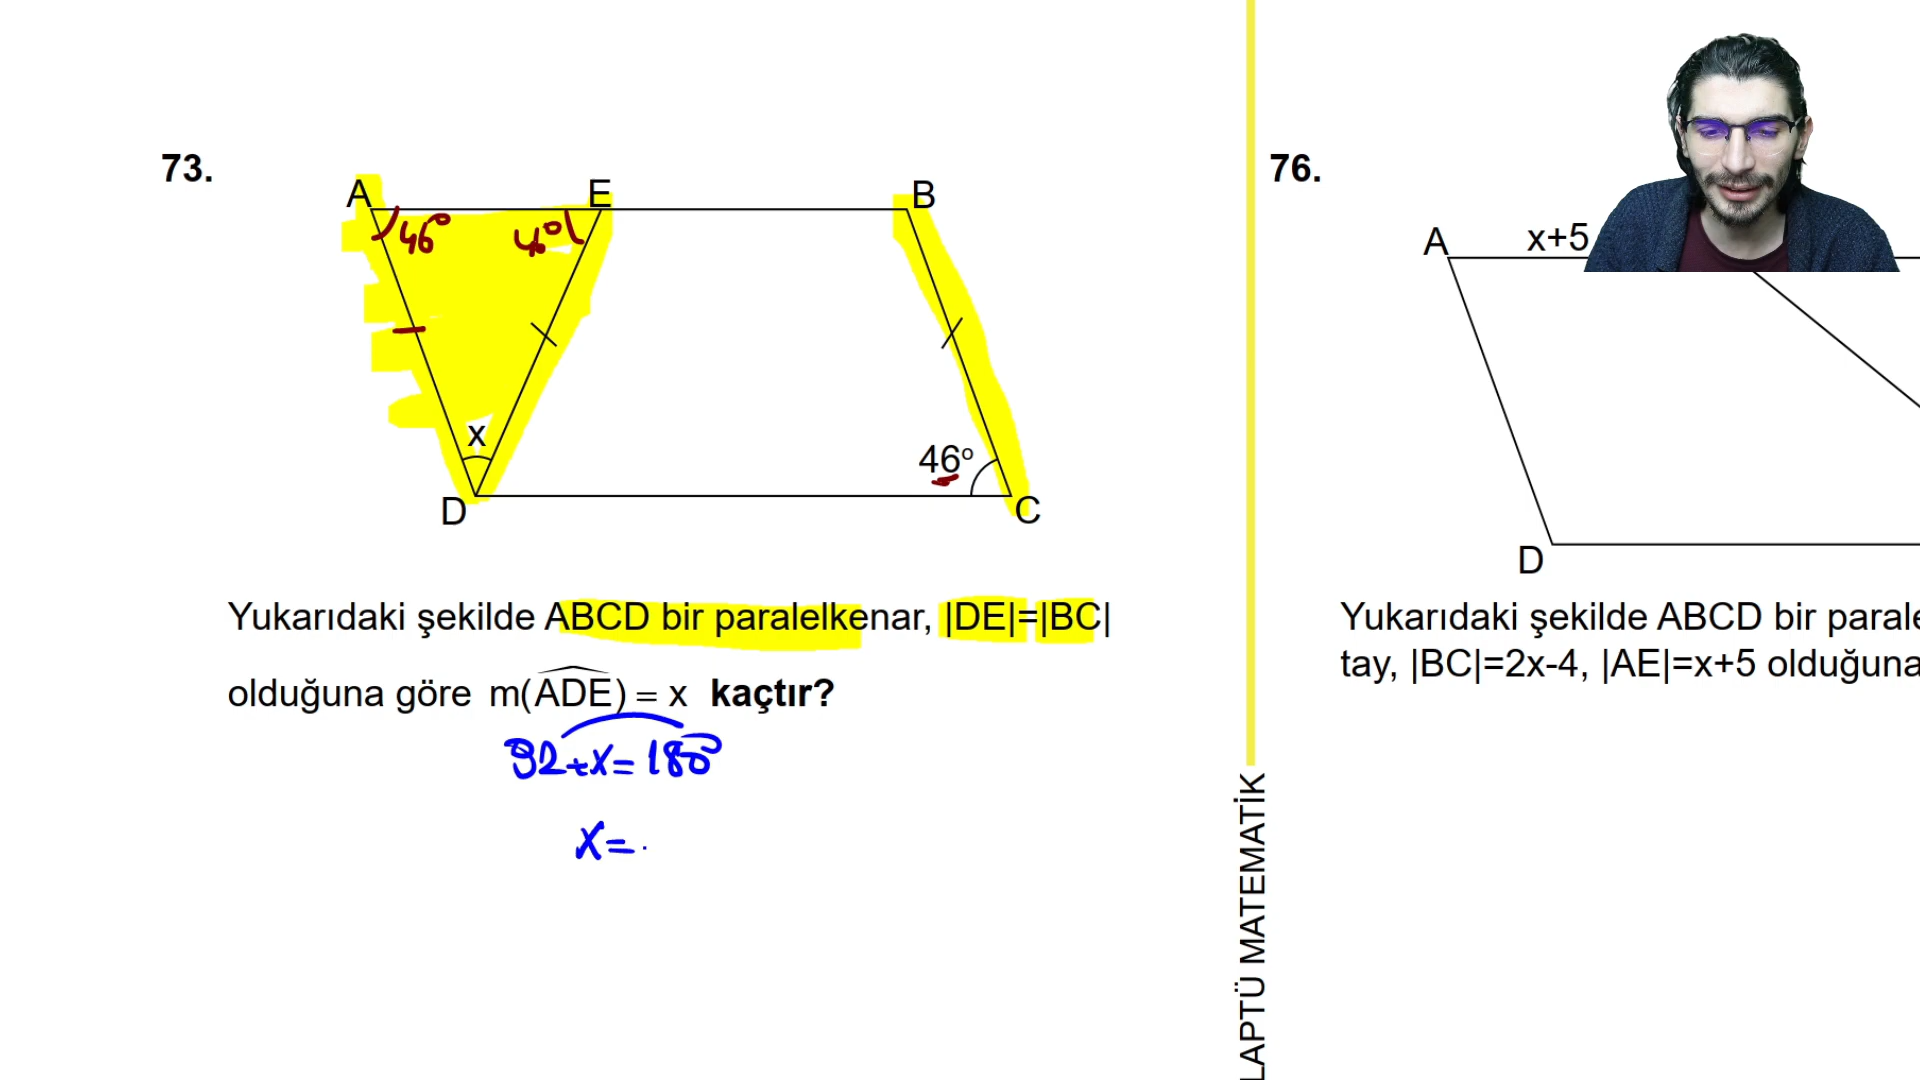 73.
A
E
B
46°
4°
x
46°
D
C
Yukarıdaki şekilde ABCD bir paralelkenar, |DE|=|BC|
olduğuna göre m(ADE) = x kaçtır?
92+x=180°
x=
LAPTÜ MATEMATİK
76.
A
x+5
D
Yukarıdaki şekilde ABCD bir parale
tay, |BC|=2x-4, |AE|=x+5 olduğuna